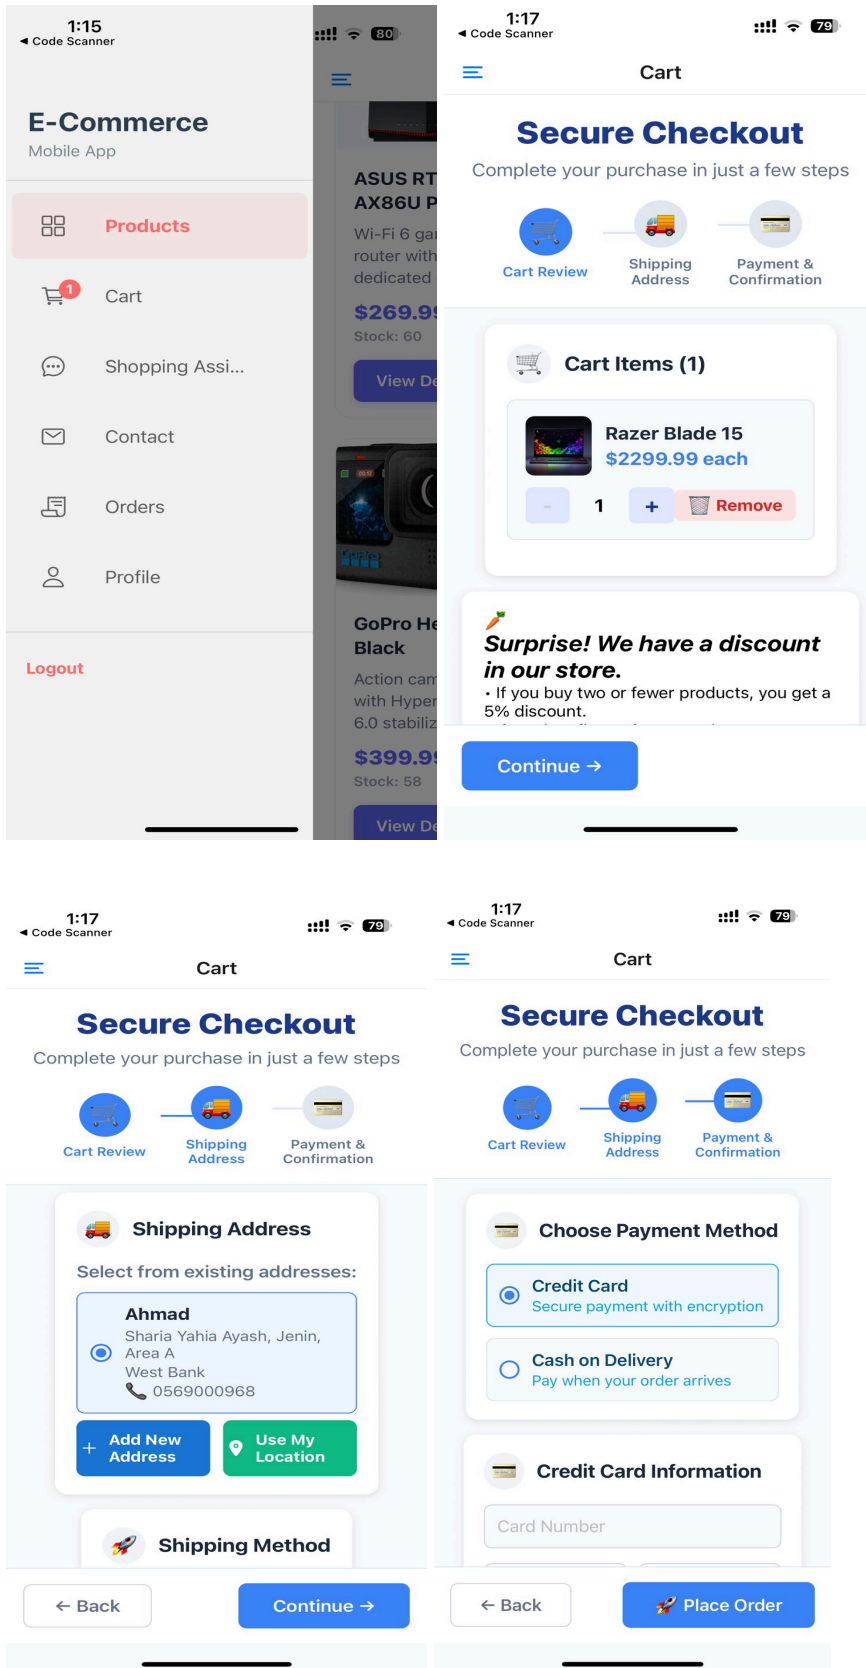 1:15
◄ Code Scanner
80
E-Commerce
Mobile App
Products
1
Cart
Shopping Assi...
Contact
Orders
Profile
Logout
ASUS RT
AX86U P
Wi-Fi 6 gar
router with
dedicated
$269.99
Stock: 60
View De
GoPro
GoPro He
Black
Action cam
with Hyper
6.0 stabiliz
$399.99
Stock: 58
View De
1:17
◄ Code Scanner
79
Cart
Secure Checkout
Complete your purchase in just a few steps
Cart Review
Shipping
Address
Payment &
Confirmation
Cart Items (1)
Razer Blade 15
$2299.99 each
-
1
+
Remove
Surprise! We have a discount
in our store.
• If you buy two or fewer products, you get a
5% discount.
Continue →
1:17
◄ Code Scanner
79
Cart
Secure Checkout
Complete your purchase in just a few steps
Cart Review
Shipping
Address
Payment &
Confirmation
Shipping Address
Select from existing addresses:
Ahmad
Sharia Yahia Ayash, Jenin,
Area A
West Bank
📞 0569000968
+ Add New
Address
Use My
Location
Shipping Method
← Back
Continue →
1:17
◄ Code Scanner
79
Cart
Secure Checkout
Complete your purchase in just a few steps
Cart Review
Shipping
Address
Payment &
Confirmation
Choose Payment Method
Credit Card
Secure payment with encryption
Cash on Delivery
Pay when your order arrives
Credit Card Information
Card Number
← Back
🚀 Place Order